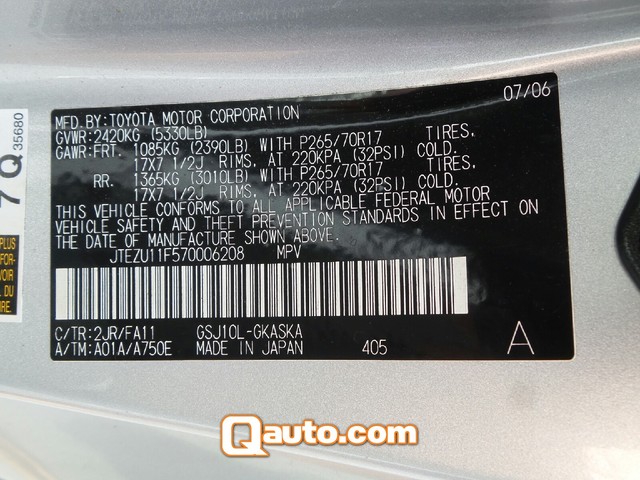 07/06
MFD.BY:TOYOTA MOTOR CORPORATION
GVWR:2420KG (5330LB)
GAWR:FRT. 1085KG (2390LB) WITH P265/70R17 TIRES.
17X7 1/2J RIMS, AT 220KPA (32PSI) COLD.
RR. 1365KG (3010LB) WITH P265/70R17 TIRES.
17X7 1/2J RIMS, AT 220KPA (32PSI) COLD.
THIS VEHICLE CONFORMS TO ALL APPLICABLE FEDERAL MOTOR
VEHICLE SAFETY AND THEFT PREVENTION STANDARDS IN EFFECT ON
THE DATE OF MANUFACTURE SHOWN ABOVE.
JTEZU11F570006208 MPV
C/TR:2JR/FA11 GSJ10L-GKASKA
A/TM:A01A/A750E MADE IN JAPAN 405 A
7 Q 35680
PLUS
Qauto.com